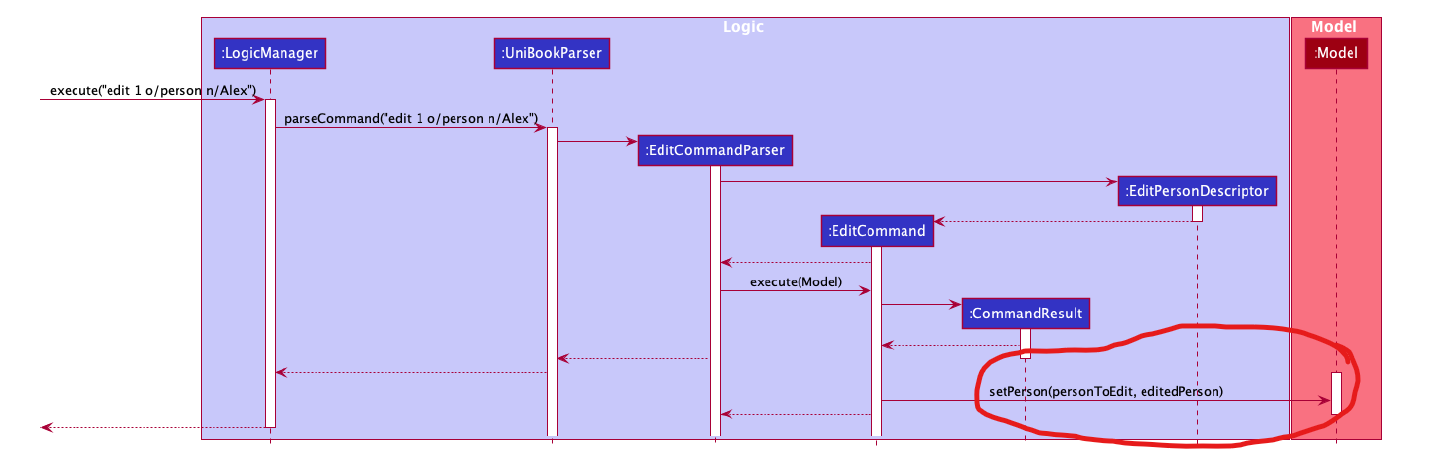 Logic
Model
:LogicManager
:UniBookParser
:Model
execute("edit 1 o/person n/Alex")
parseCommand("edit 1 o/person n/Alex")
:EditCommandParser
:EditPersonDescriptor
:EditCommand
execute(Model)
:CommandResult
setPerson(personToEdit, editedPerson)